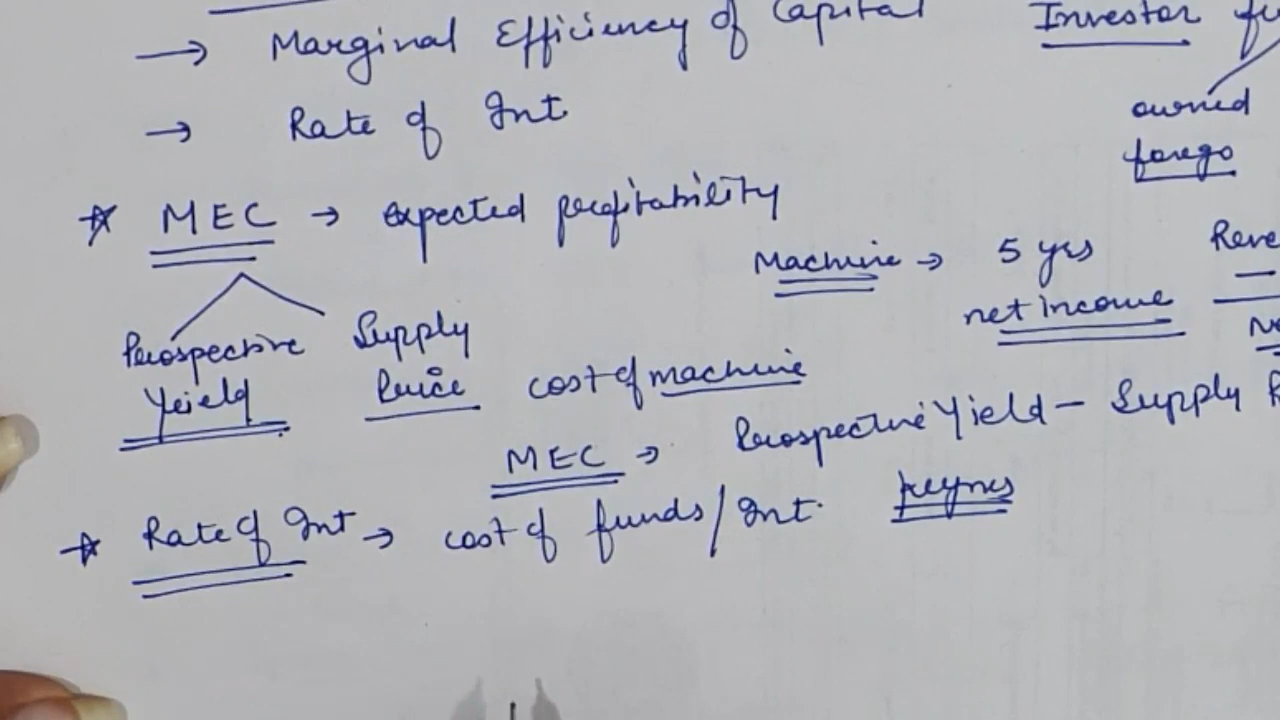 → Marginal Efficiency of Capital
Investor
→ Rate of Int
owned
forego
* MEC → expected profitability
Machine → 5 yrs
net income
Prospective Yield
Supply Price cost of machine
MEC → Prospective Yield - Supply
* Rate of Int → cost of funds/Int.
keynes